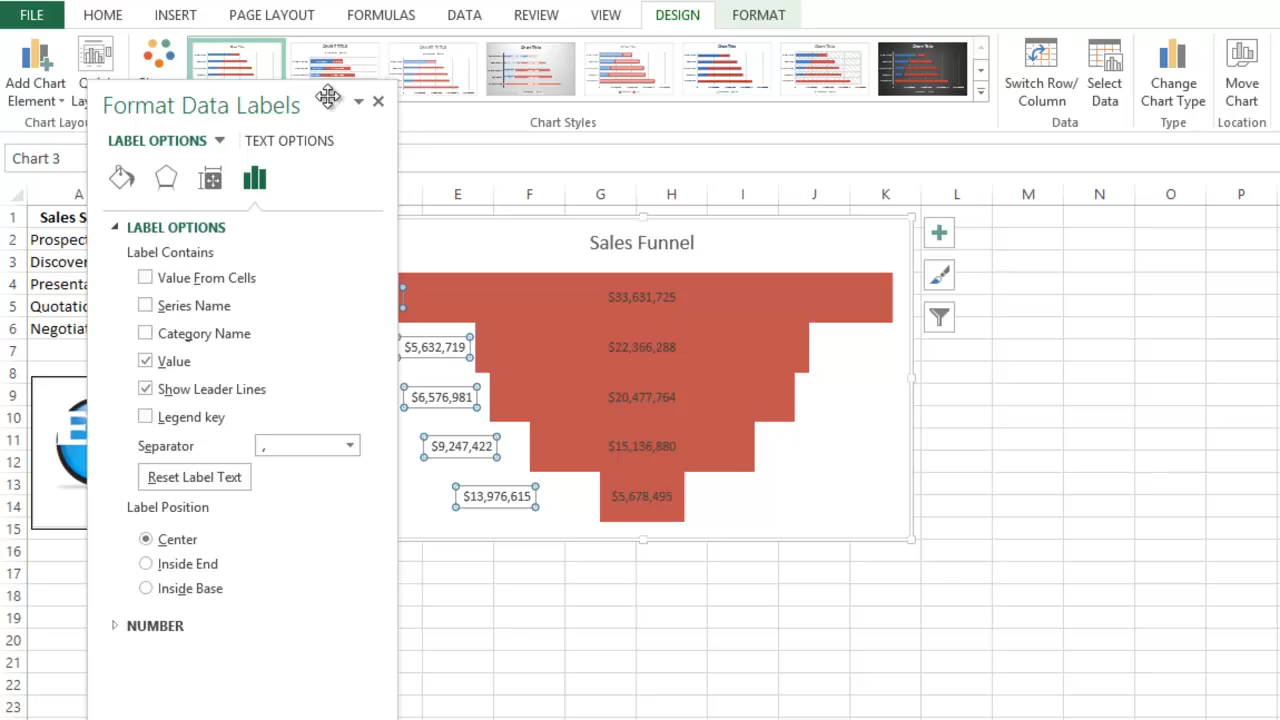 FILE HOME INSERT PAGE LAYOUT FORMULAS DATA REVIEW VIEW DESIGN FORMAT
Add Chart Element
Chart Title
CHART TITLE
Switch Row/ Column
Select Data
Change Chart Type
Move Chart
Chart Styles
Data
Type
Location
Chart 3
Format Data Labels
LABEL OPTIONS
TEXT OPTIONS
LABEL OPTIONS
Label Contains
Value From Cells
Series Name
Category Name
Value
Show Leader Lines
Legend key
Separator ,
Reset Label Text
Label Position
Center
Inside End
Inside Base
NUMBER
A E F G H I J K L M N O P
1 Sales S
2 Prospect
3 Discover
4 Presenta
5 Quotatio
6 Negotiat
7
8
9
10
11
12
13
14
15
16
17
18
19
20
21
22
23
Sales Funnel
$33,631,725
$5,632,719 $22,366,288
$6,576,981 $20,477,764
$9,247,422 $15,136,880
$13,976,615 $5,678,495